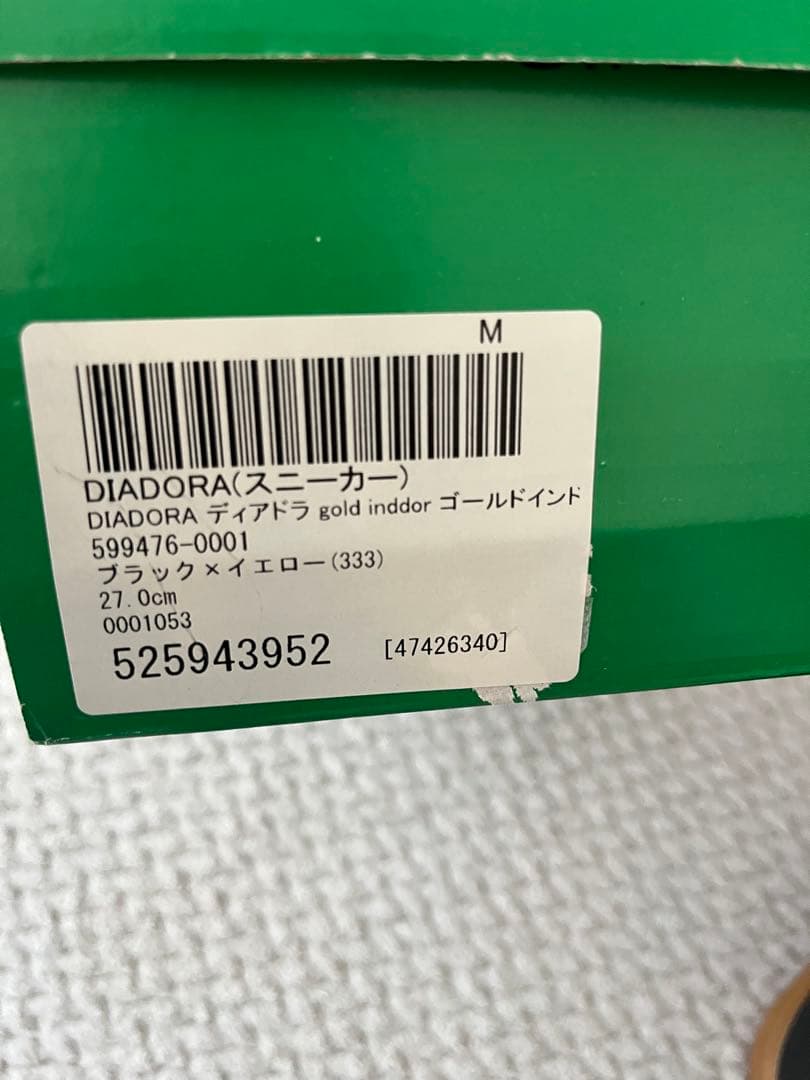 M
DIADORA(スニーカー)
DIADORA ディアドラ gold inddor ゴールドインド
599476-0001
ブラック×イエロー(333)
27.0cm
0001053
525943952 [47426340]